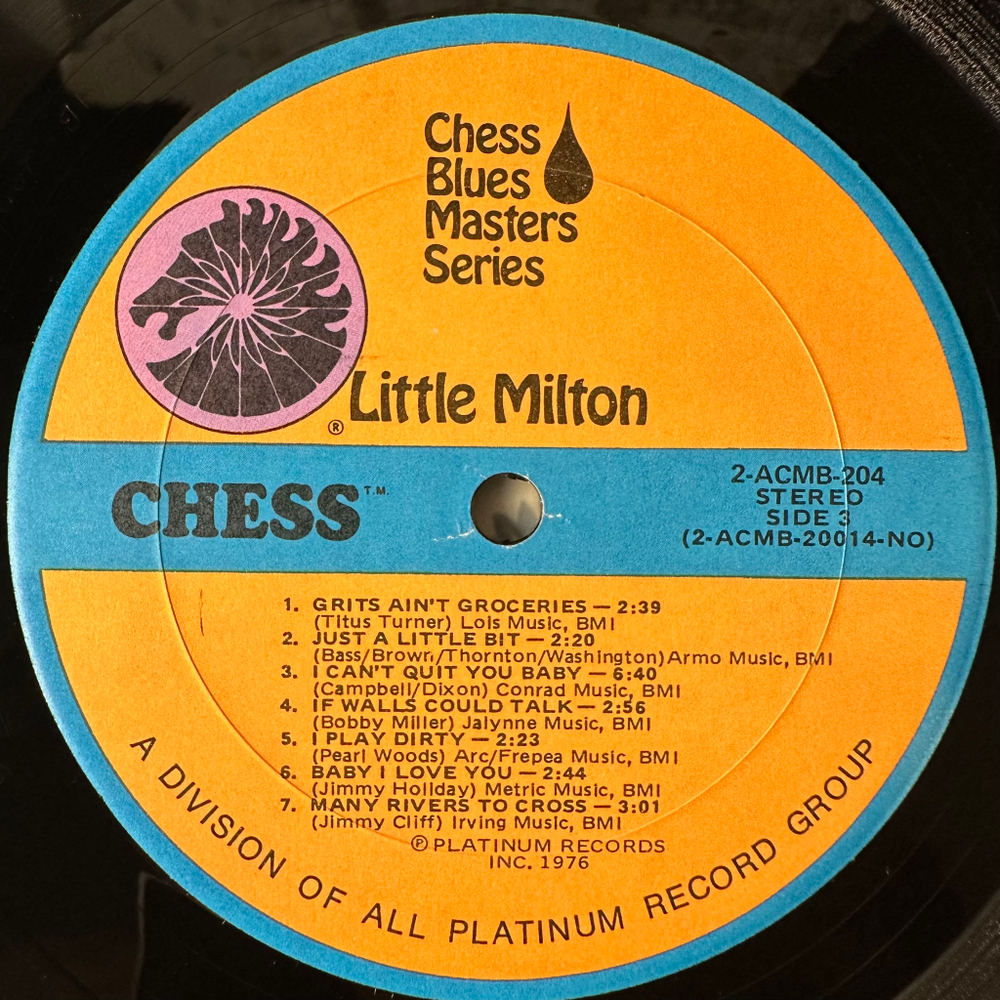 Chess
Blues
Masters
Series
Little Milton
®
CHESS T.M.
2-ACMB-204
STEREO
SIDE 3
(2-ACMB-20014-NO)
1. GRITS AIN'T GROCERIES — 2:39
(Titus Turner) Lois Music, BMI
2. JUST A LITTLE BIT — 2:20
(Bass/Brown/Thornton/Washington) Armo Music, BMI
3. I CAN'T QUIT YOU BABY — 6:40
(Campbell/Dixon) Conrad Music, BMI
4. IF WALLS COULD TALK — 2:56
(Bobby Miller) Jalynne Music, BMI
5. I PLAY DIRTY — 2:23
(Pearl Woods) Arc/Frepea Music, BMI
6. BABY I LOVE YOU — 2:44
(Jimmy Holiday) Metric Music, BMI
7. MANY RIVERS TO CROSS — 3:01
(Jimmy Cliff) Irving Music, BMI
℗ PLATINUM RECORDS
INC. 1976
A DIVISION OF ALL PLATINUM RECORD GROUP